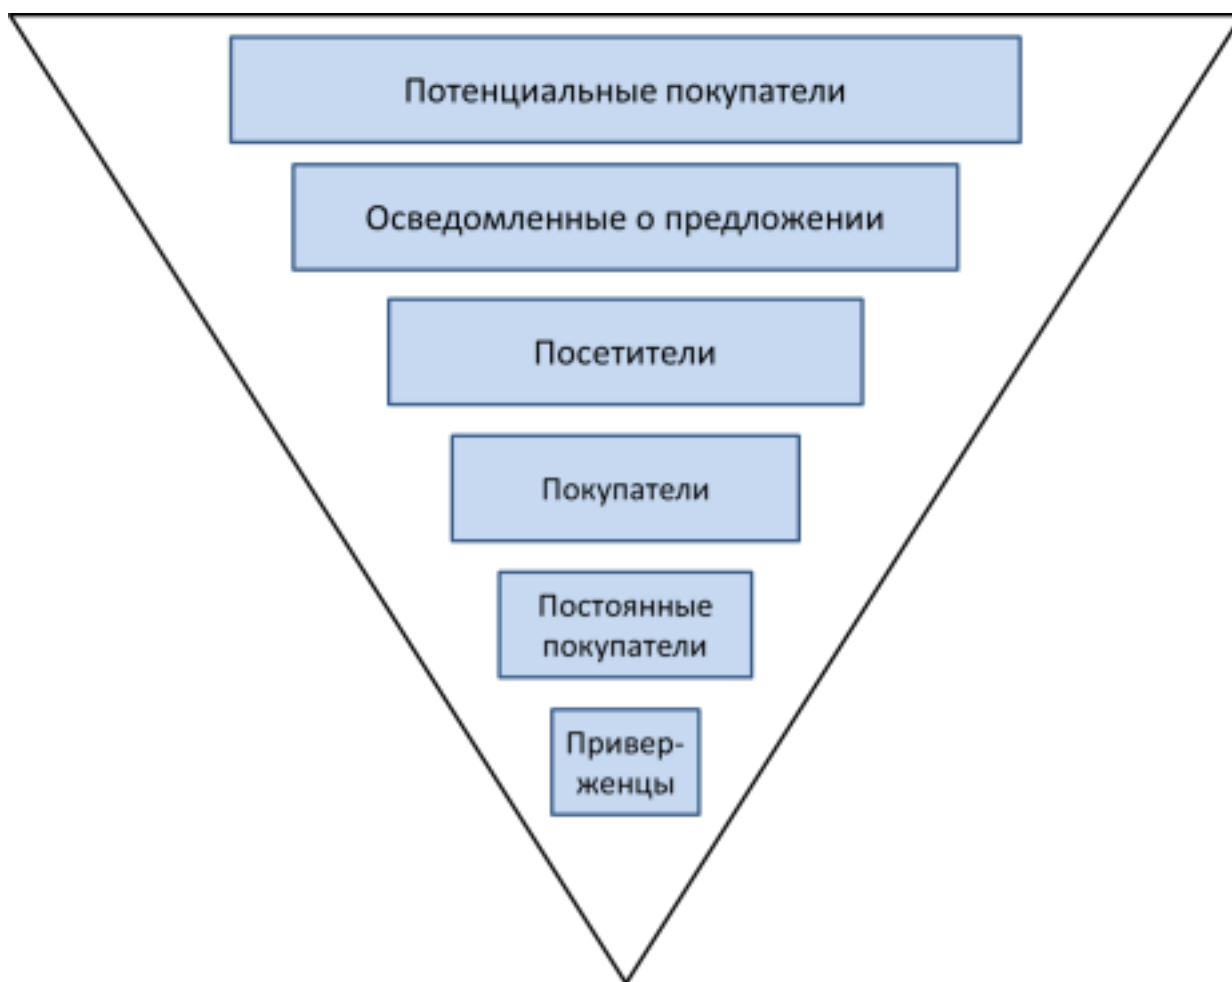 Потенциальные покупатели
Осведомленные о предложении
Посетители
Покупатели
Постоянные
покупатели
Привер-
женцы